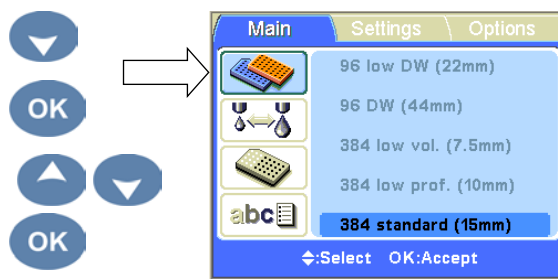 OK
OK
Main Settings Options
96 low DW (22mm)
96 DW (44mm)
384 low vol. (7.5mm)
384 low prof. (10mm)
abc
384 standard (15mm)
:Select OK:Accept